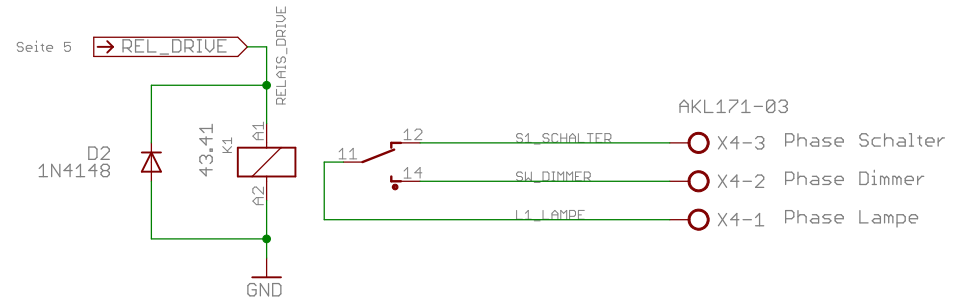 Seite 5
REL_DRIVE
RELAIS_DRIVE
D2
1N4148
43.41
K1
A1
A2
GND
11
12
14
S1_SCHALTER
SW_DIMMER
L1_LAMPE
AKL171-03
X4-3 Phase Schalter
X4-2 Phase Dimmer
X4-1 Phase Lampe